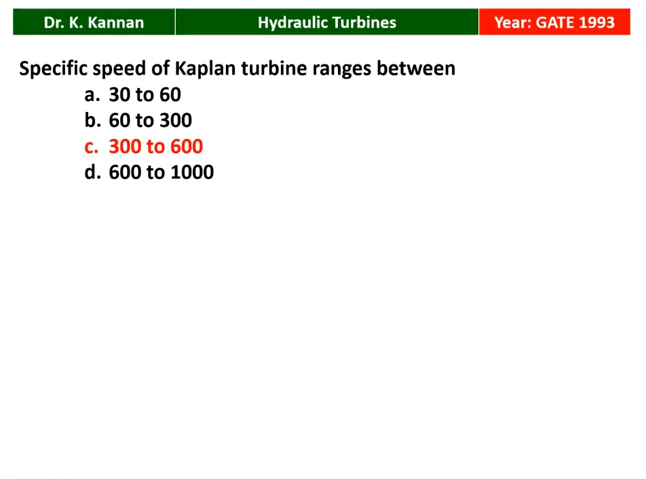 Dr. K. Kannan
Hydraulic Turbines
Year: GATE 1993
Specific speed of Kaplan turbine ranges between
a. 30 to 60
b. 60 to 300
c. 300 to 600
d. 600 to 1000